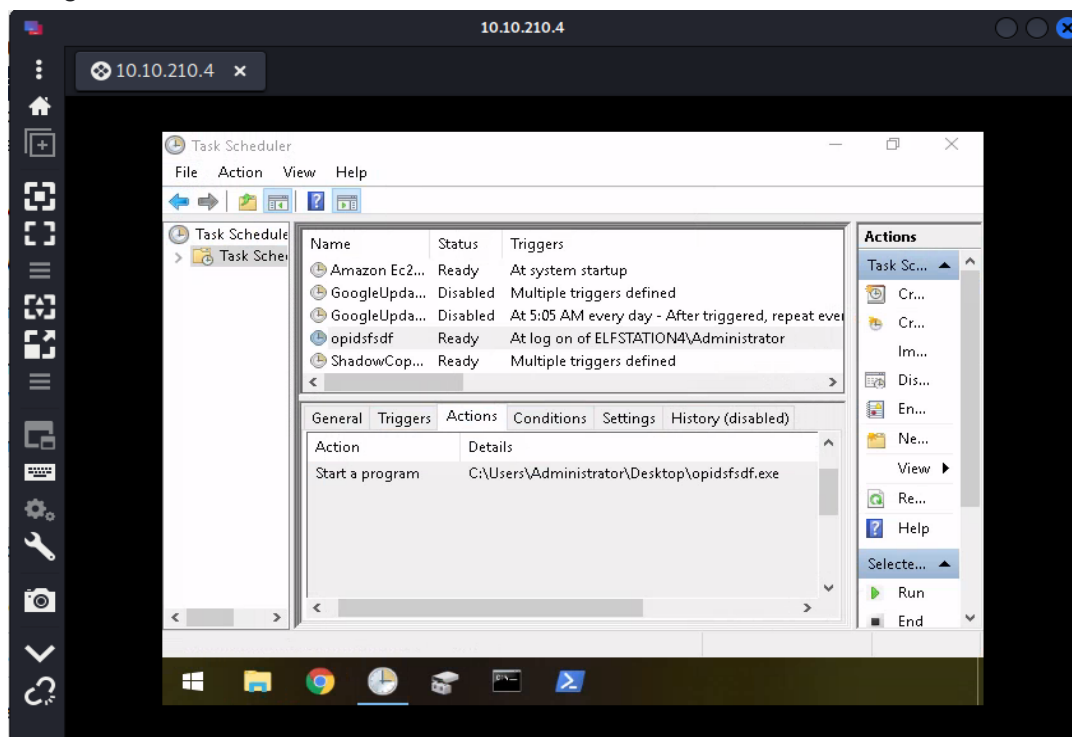 10.10.210.4
10.10.210.4 ×
Task Scheduler
File Action View Help
Task Schedule
Task Sche
Name Status Triggers
Amazon Ec2... Ready At system startup
GoogleUpda... Disabled Multiple triggers defined
GoogleUpda... Disabled At 5:05 AM every day - After triggered, repeat ever
opidsfsdf Ready At log on of ELFSTATION4\Administrator
ShadowCop... Ready Multiple triggers defined
General Triggers Actions Conditions Settings History (disabled)
Action Details
Start a program C:\Users\Administrator\Desktop\opidsfsdf.exe
Actions
Task Sc...
Cr...
Cr...
Im...
Dis...
En...
Ne...
View
Re...
Help
Selecte...
Run
End